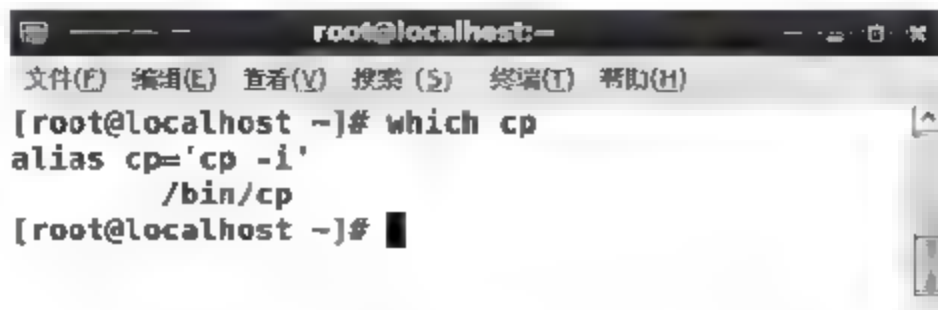 root@localhost:~
文件(F) 编辑(E) 查看(V) 搜索 (S) 终端(T) 帮助(H)
[root@localhost ~]# which cp
alias cp='cp -i'
/bin/cp
[root@localhost ~]#